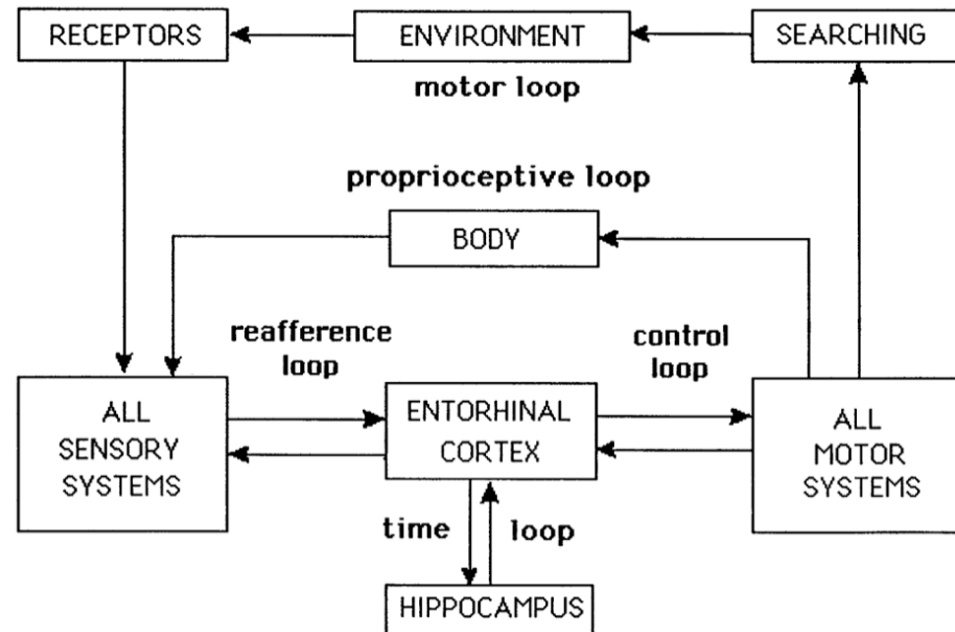 RECEPTORS
ENVIRONMENT
SEARCHING
motor loop
proprioceptive loop
BODY
reafference
loop
control
loop
ALL
SENSORY
SYSTEMS
ENTORHINAL
CORTEX
ALL
MOTOR
SYSTEMS
time loop
HIPPOCAMPUS